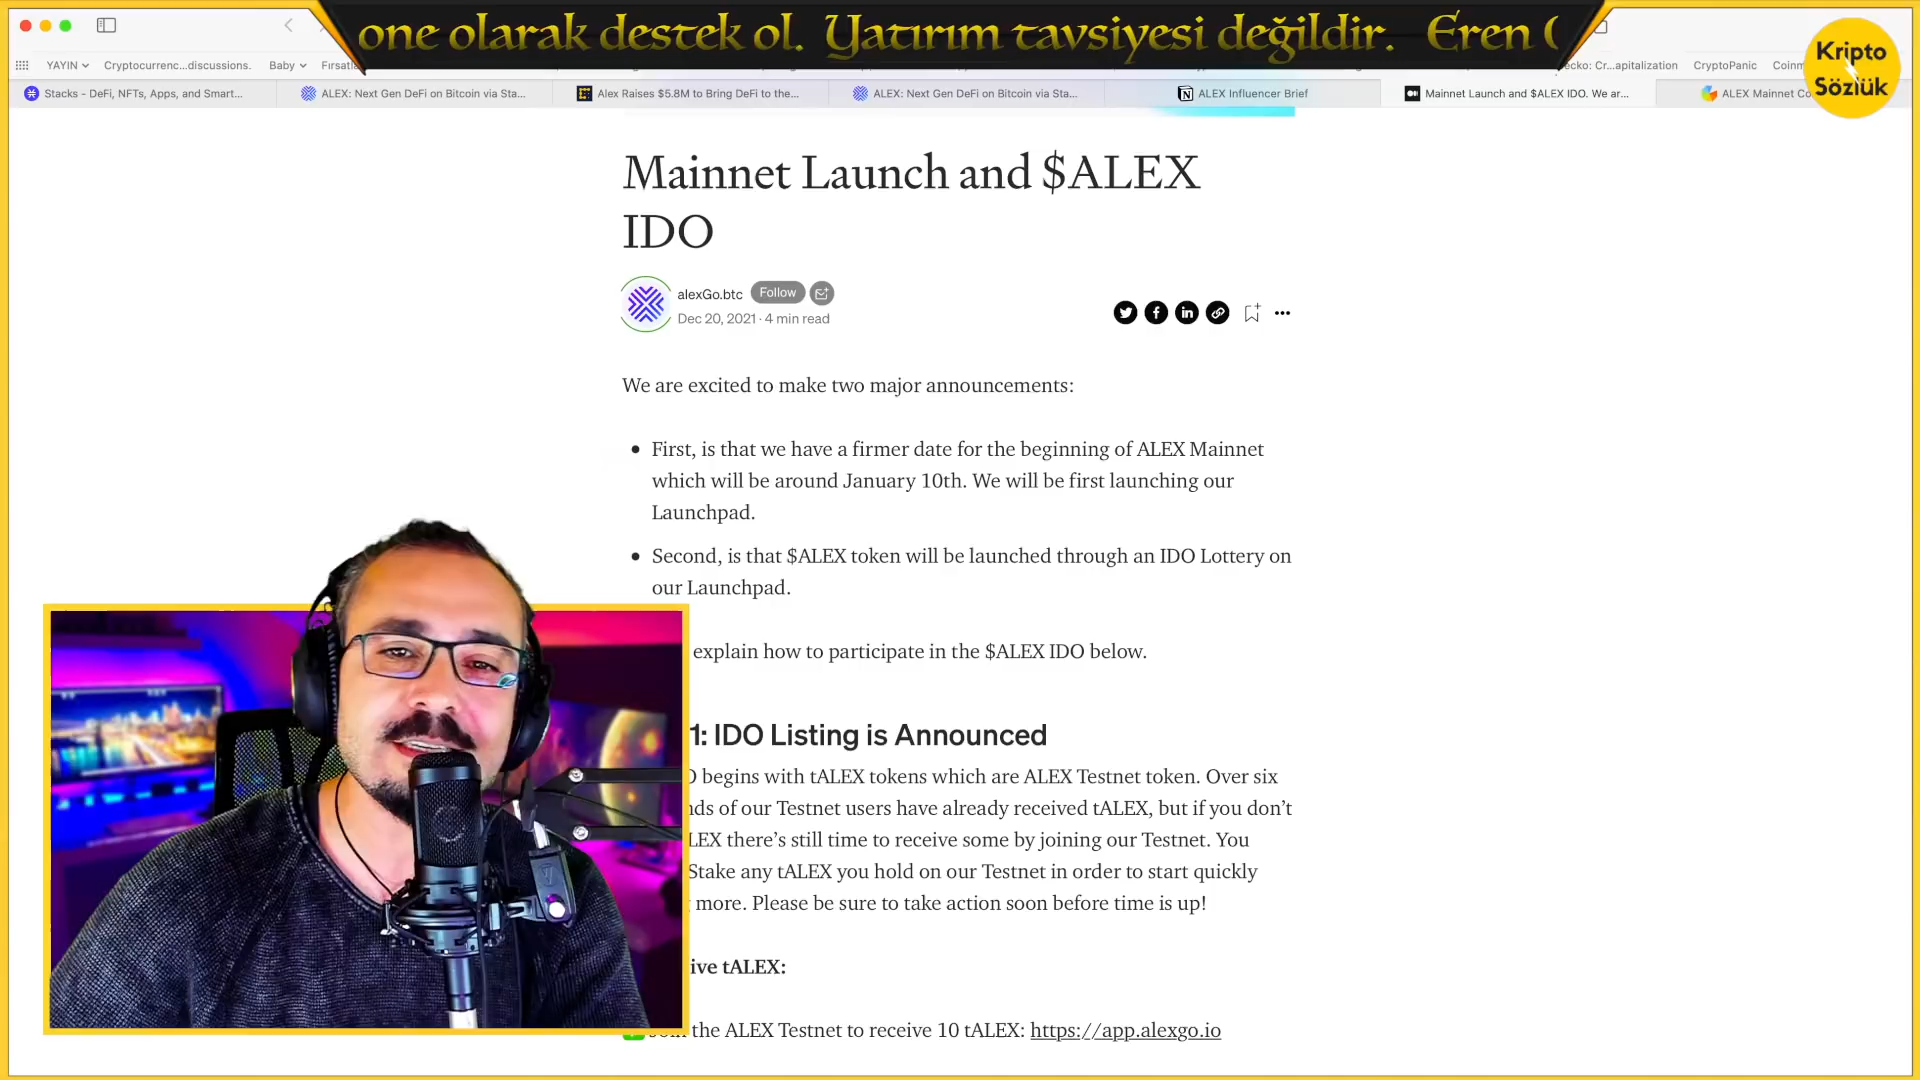 one olarak destek ol. Yatırım tavsiyesi değildir. Eren (
Kripto
Sözlük
YAYIN Cryptocurrenc...discussions. Baby Cr...apitalization CryptoPanic
Stacks - DeFi, NFTs, Apps, and Smart... ALEX: Next Gen DeFi on Bitcoin via Sta... Alex Raises $5.8M to Bring DeFi to the... ALEX: Next Gen DeFi on Bitcoin via Sta... ALEX Influencer Brief Mainnet Launch and $ALEX IDO. We ar... ALEX Mainnet Co
Mainnet Launch and $ALEX
IDO
alexGo.btc Follow
Dec 20, 2021 · 4 min read
We are excited to make two major announcements:
• First, is that we have a firmer date for the beginning of ALEX Mainnet
which will be around January 10th. We will be first launching our
Launchpad.
• Second, is that $ALEX token will be launched through an IDO Lottery on
our Launchpad.
explain how to participate in the $ALEX IDO below.
1: IDO Listing is Announced
begins with tALEX tokens which are ALEX Testnet token. Over six
nds of our Testnet users have already received tALEX, but if you don’t
LEX there’s still time to receive some by joining our Testnet. You
Stake any tALEX you hold on our Testnet in order to start quickly
more. Please be sure to take action soon before time is up!
ive tALEX:
the ALEX Testnet to receive 10 tALEX: https://app.alexgo.io